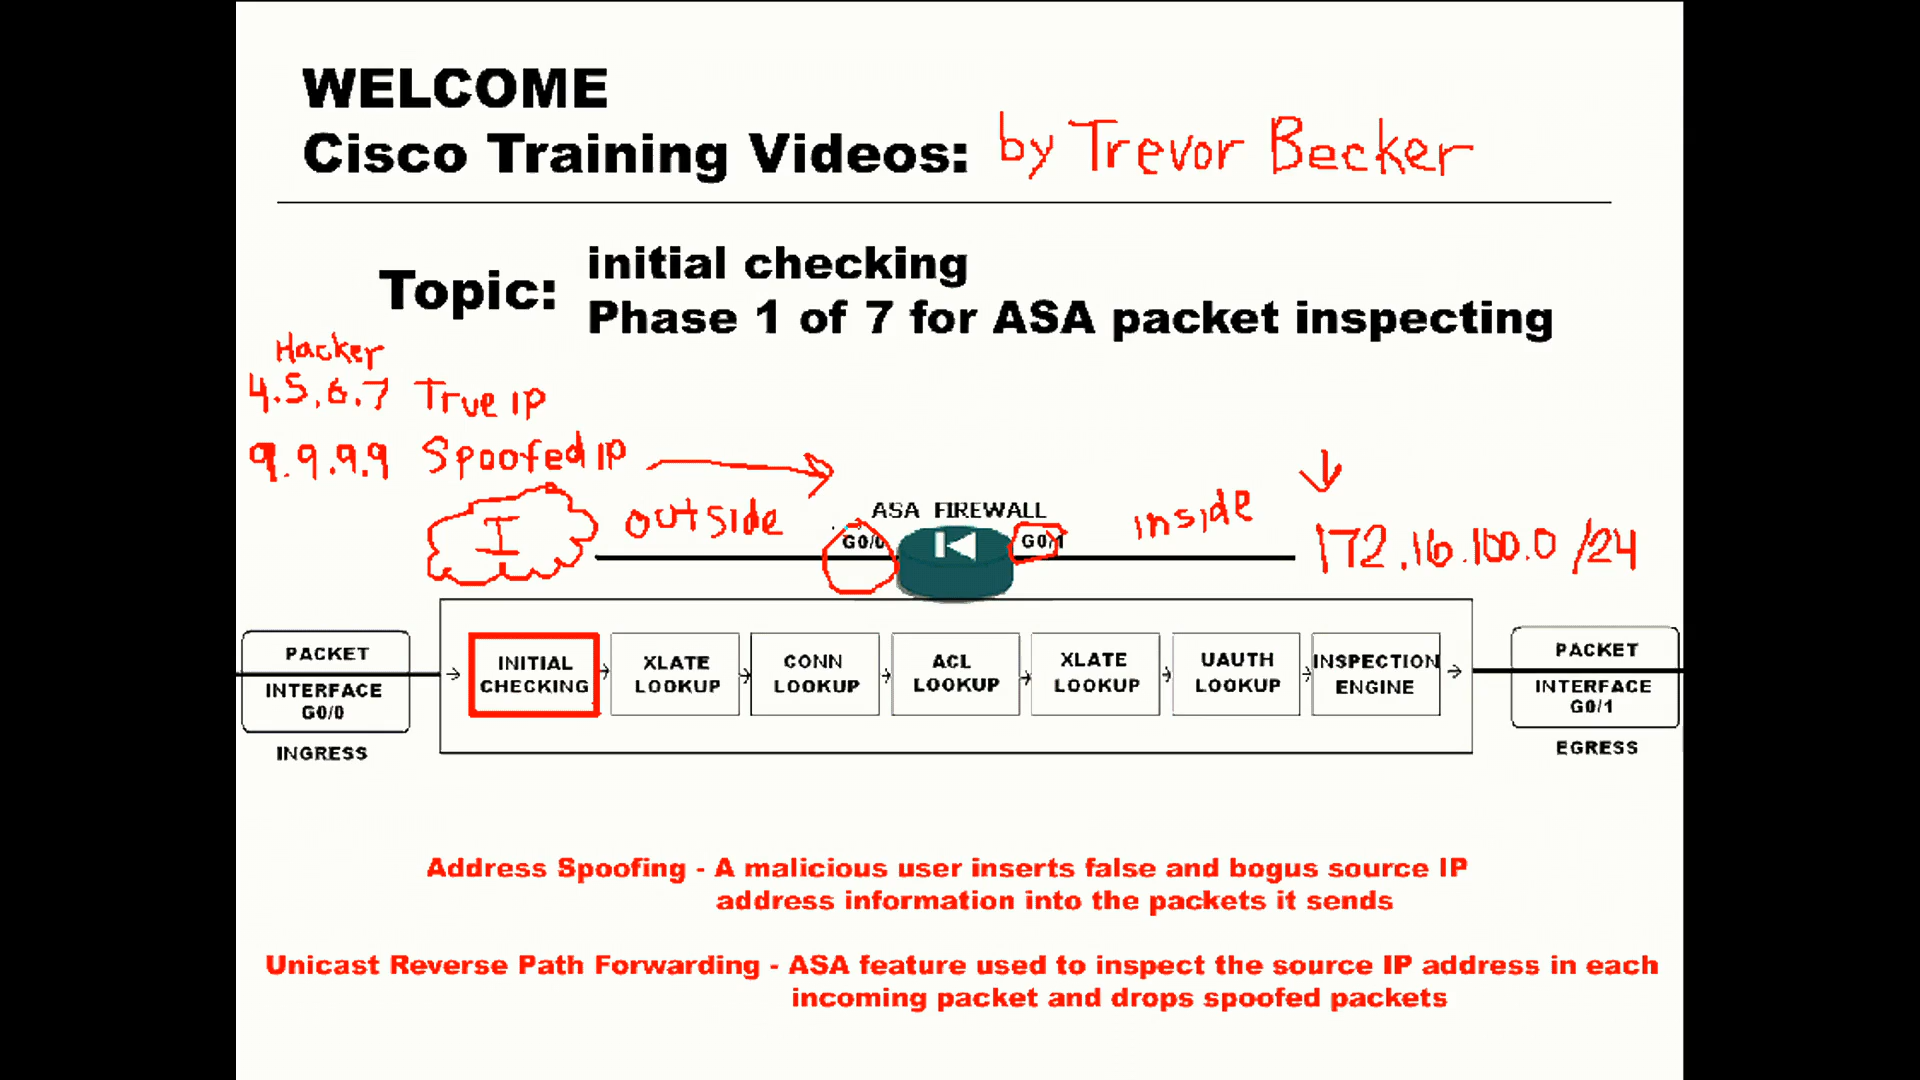 WELCOME
Cisco Training Videos: by Trevor Becker
Topic: initial checking
Phase 1 of 7 for ASA packet inspecting
Hacker
4.5.6.7 True IP
9.9.9.9 Spoofed IP
I
outside
ASA FIREWALL
G0/0
G0/1
inside
172.16.100.0 /24
PACKET
INTERFACE
G0/0
INGRESS
INITIAL
CHECKING
XLATE
LOOKUP
CONN
LOOKUP
ACL
LOOKUP
XLATE
LOOKUP
UAUTH
LOOKUP
INSPECTION
ENGINE
PACKET
INTERFACE
G0/1
EGRESS
Address Spoofing - A malicious user inserts false and bogus source IP
address information into the packets it sends
Unicast Reverse Path Forwarding - ASA feature used to inspect the source IP address in each
incoming packet and drops spoofed packets